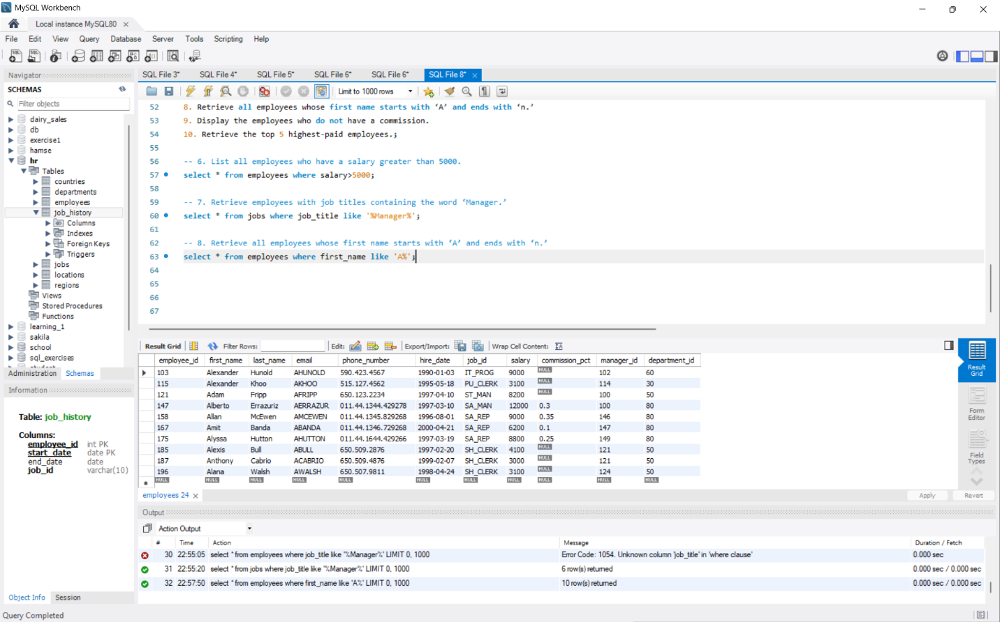 MySQL Workbench
Local instance MySQL80
File Edit View Query Database Server Tools Scripting Help
Navigator
SCHEMAS
Filter objects
dairy_sales
db
exercise1
hamse
hr
Tables
countries
departments
employees
job_history
Columns
Indexes
Foreign Keys
Triggers
jobs
locations
regions
Views
Stored Procedures
Functions
learning_1
sakila
school
sql_exercises
Administration Schemas
Information
Table: job_history
Columns:
employee_id int PK
start_date date PK
end_date date
job_id varchar(10)
Object Info Session
Query Completed
SQL File 3* SQL File 4* SQL File 5* SQL File 6* SQL File 6* SQL File 8*
Limit to 1000 rows
52 8. Retrieve all employees whose first name starts with ‘A’ and ends with ‘n.’
53 9. Display the employees who do not have a commission.
54 10. Retrieve the top 5 highest-paid employees.;
55
56 -- 6. List all employees who have a salary greater than 5000.
57 select * from employees where salary>5000;
58
59 -- 7. Retrieve employees with job titles containing the word ‘Manager.’
60 select * from jobs where job_title like '%Manager%';
61
62 -- 8. Retrieve all employees whose first name starts with ‘A’ and ends with ‘n.’
63 select * from employees where first_name like 'A%';
64
65
66
67
Result Grid Filter Rows: Edit: Export/Import: Wrap Cell Content:
employee_id first_name last_name email phone_number hire_date job_id salary commission_pct manager_id department_id
103 Alexander Hunold AHUNOLD 590.423.4567 1990-01-03 IT_PROG 9000 NULL 102 60
115 Alexander Khoo AKHOO 515.127.4562 1995-05-18 PU_CLERK 3100 NULL 114 30
121 Adam Fripp AFRIPP 650.123.2234 1997-04-10 ST_MAN 8200 NULL 100 50
147 Alberto Errazuriz AERRAZUR 011.44.1344.429278 1997-03-10 SA_MAN 12000 0.3 100 80
158 Allan McEwen AMCEWEN 011.44.1345.829268 1996-08-01 SA_REP 9000 0.35 146 80
167 Amit Banda ABANDA 011.44.1346.729268 2000-04-21 SA_REP 6200 0.1 147 80
175 Alyssa Hutton AHUTTON 011.44.1644.429266 1997-03-19 SA_REP 8800 0.25 149 80
185 Alexis Bull ABULL 650.509.2876 1997-02-20 SH_CLERK 4100 NULL 121 50
187 Anthony Cabrio ACABRIO 650.509.4876 1999-02-07 SH_CLERK 3000 NULL 121 50
196 Alana Walsh AWALSH 650.507.9811 1998-04-24 SH_CLERK 3100 NULL 124 50
NULL NULL NULL NULL NULL NULL NULL NULL NULL NULL NULL
Result Grid
Form Editor
Field Types
employees 24
Apply Revert
Output
Action Output
# Time Action Message Duration / Fetch
30 22:55:05 select * from employees where job_title like '%Manager%' LIMIT 0, 1000 Error Code: 1054. Unknown column 'job_title' in 'where clause' 0.000 sec
31 22:55:20 select * from jobs where job_title like '%Manager%' LIMIT 0, 1000 6 row(s) returned 0.000 sec / 0.000 sec
32 22:57:50 select * from employees where first_name like 'A%' LIMIT 0, 1000 10 row(s) returned 0.000 sec / 0.000 sec